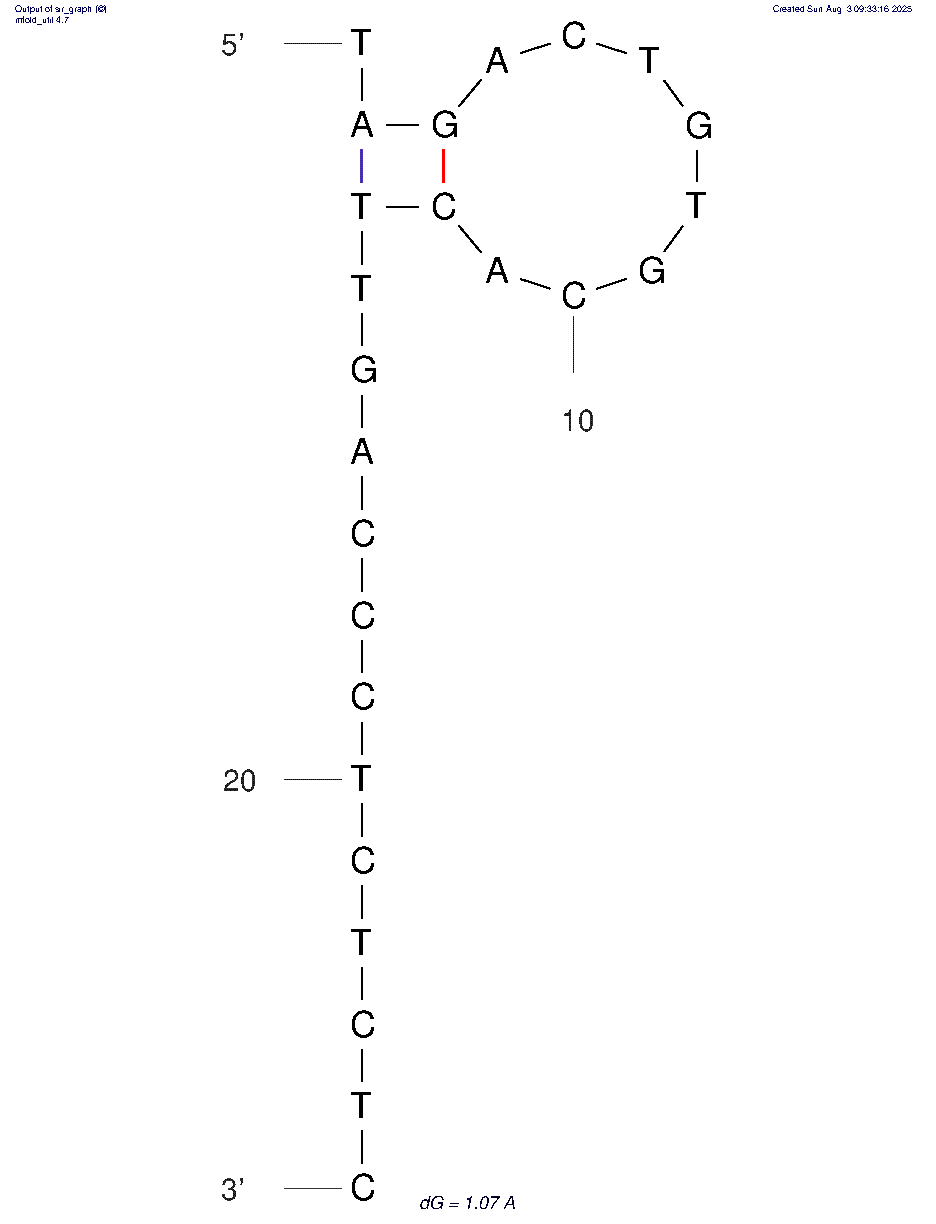 Output of sir_graph (©)
mfold_util 4.7
Created Sun Aug 3 09:33:16 2025
5’ T A C T
A G G
T C T
A G
C
T
10
G
A
C
C
C
20 T
C
T
C
T
3’ C
dG = 1.07 A